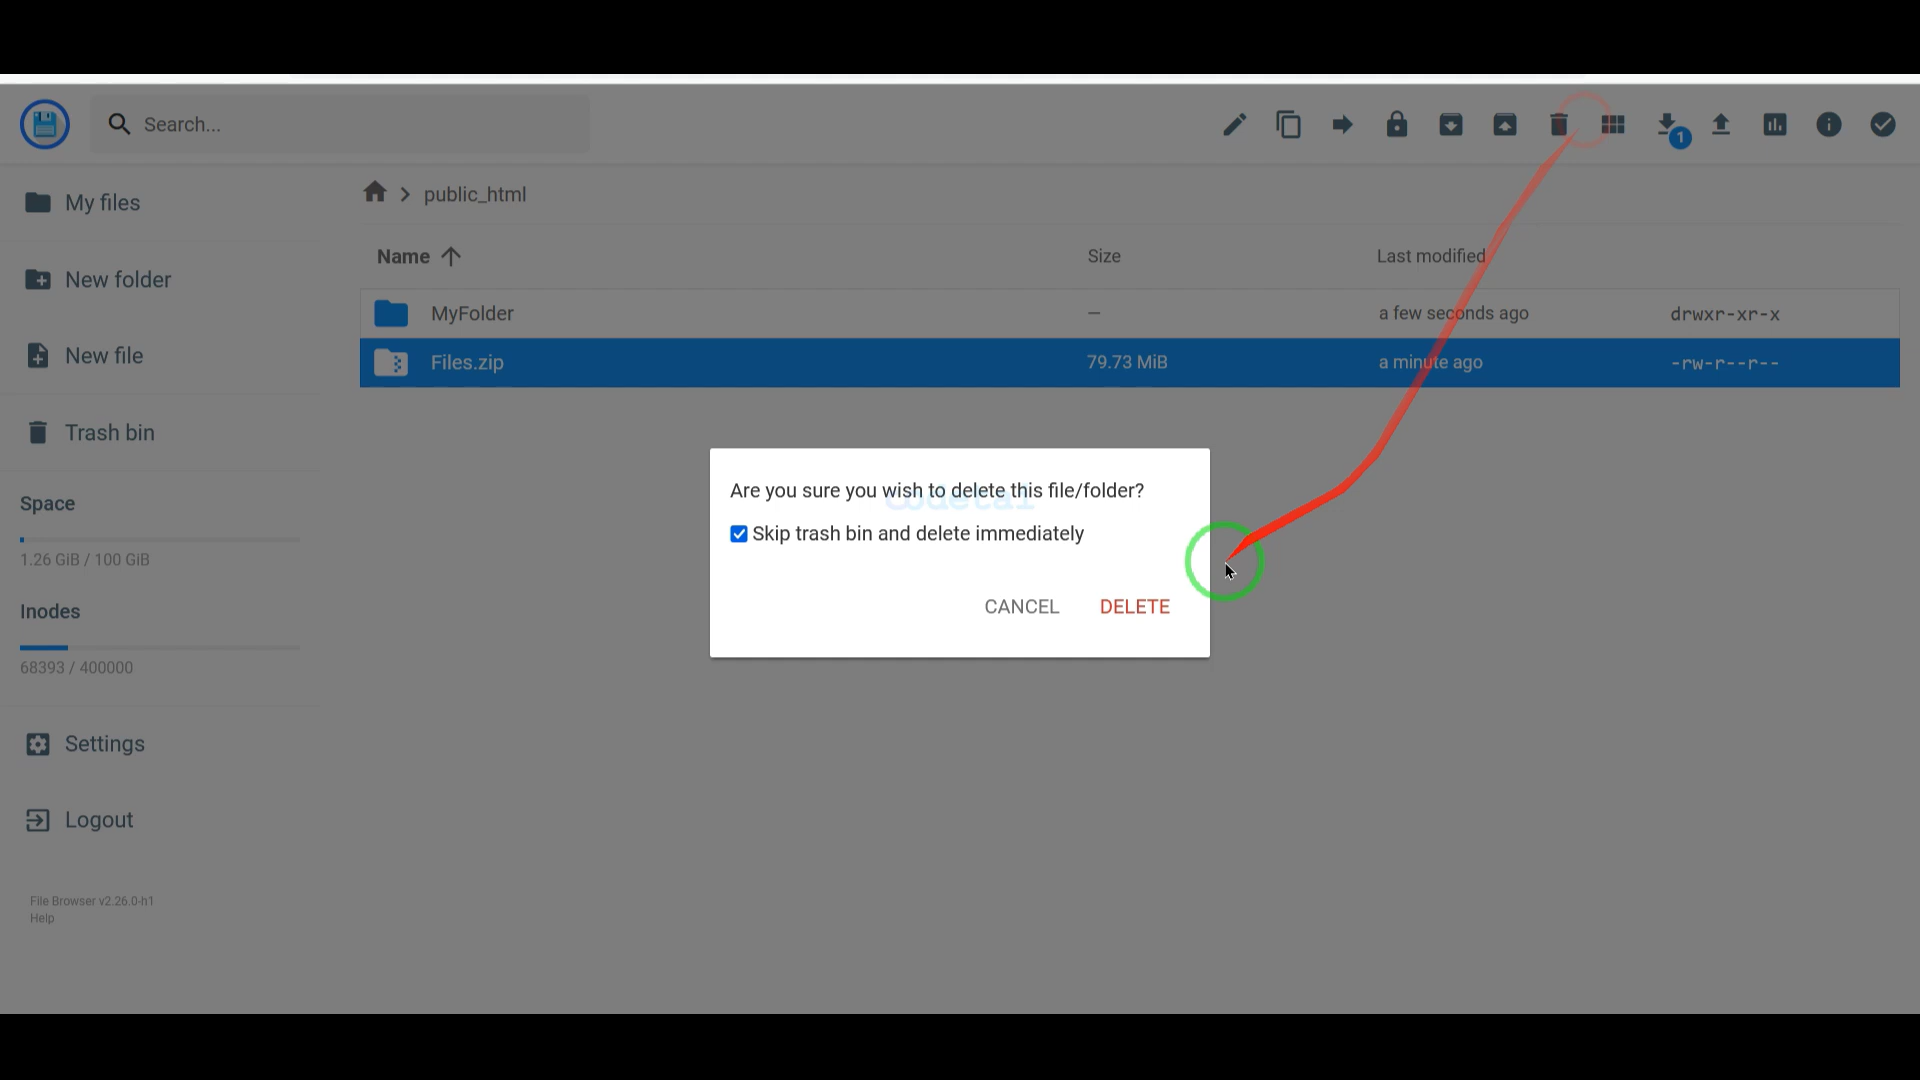 Search...
1
My files
New folder
New file
Trash bin
Space
1.26 GiB / 100 GiB
Inodes
68393 / 400000
Settings
Logout
File Browser v2.26.0-h1
Help
public_html
Name Size Last modified
MyFolder — a few seconds ago drwxr-xr-x
Files.zip 79.73 MiB a minute ago -rw-r--r--
Are you sure you wish to delete this file/folder?
Skip trash bin and delete immediately
CANCEL DELETE